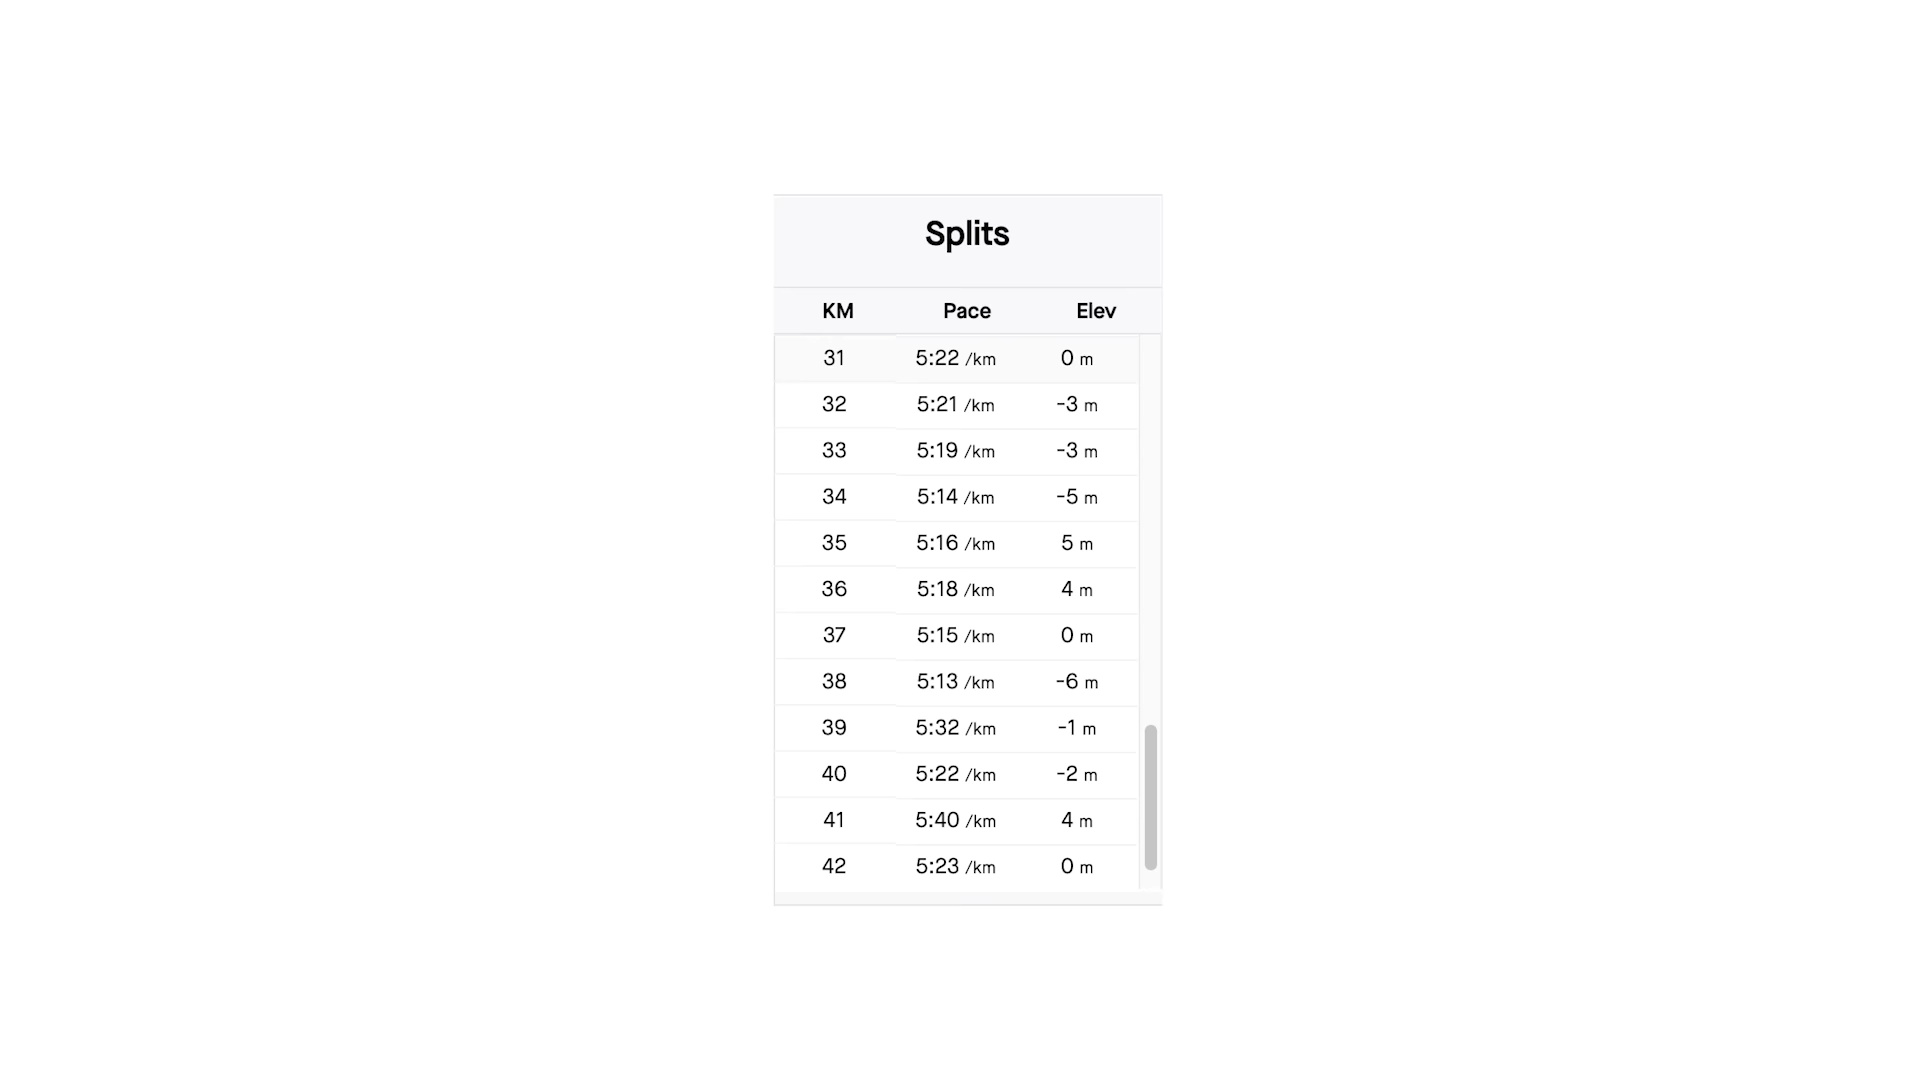 Splits
KM Pace Elev
31 5:22 /km 0 m
32 5:21 /km -3 m
33 5:19 /km -3 m
34 5:14 /km -5 m
35 5:16 /km 5 m
36 5:18 /km 4 m
37 5:15 /km 0 m
38 5:13 /km -6 m
39 5:32 /km -1 m
40 5:22 /km -2 m
41 5:40 /km 4 m
42 5:23 /km 0 m